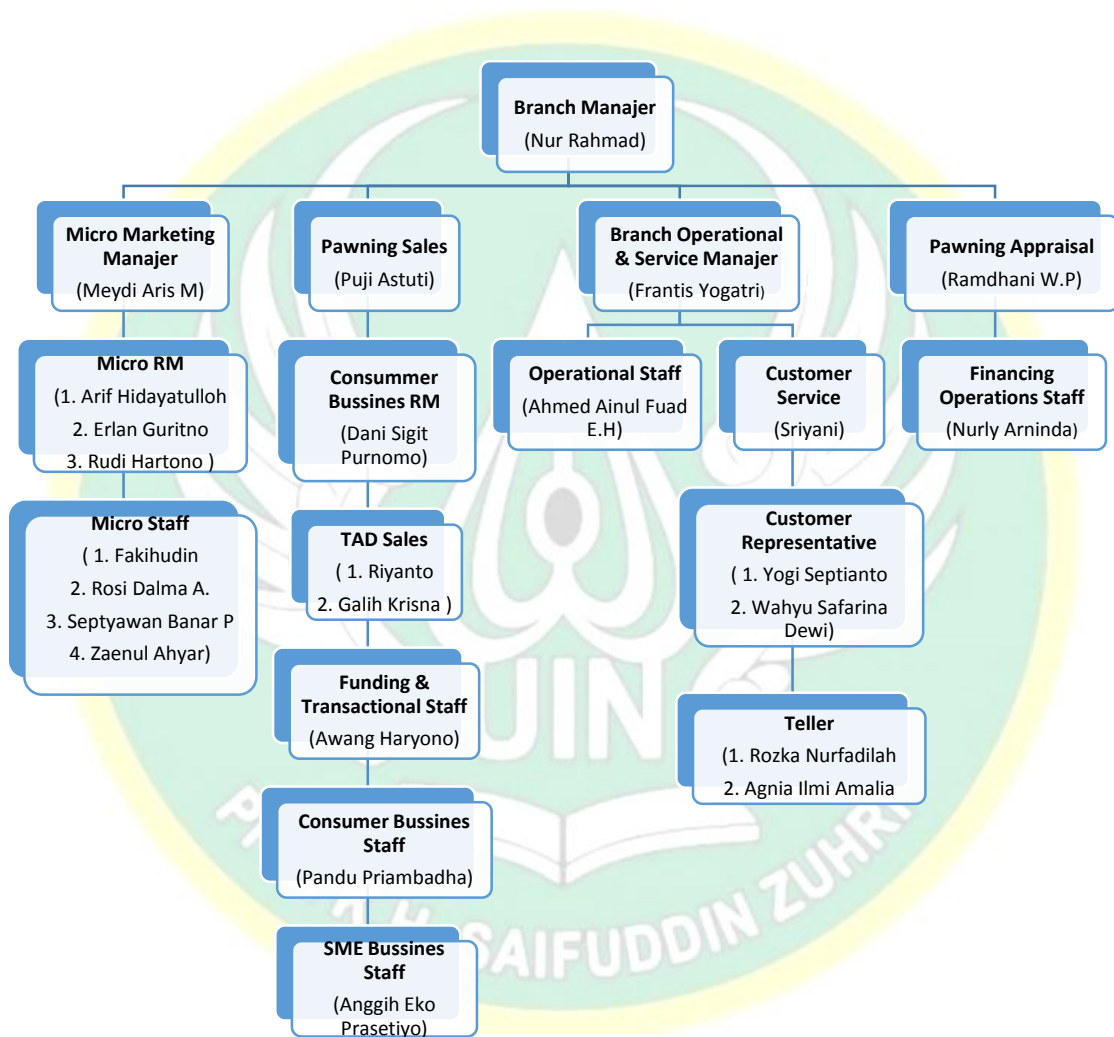 Branch Manajer
(Nur Rahmad)
Micro Marketing
Manajer
(Meydi Aris M)
Pawning Sales
(Puji Astuti)
Branch Operational
& Service Manajer
(Frantis Yogatri)
Pawning Appraisal
(Ramdhani W.P)
Micro RM
(1. Arif Hidayatulloh
2. Erlan Guritno
3. Rudi Hartono )
Consummer
Bussines RM
(Dani Sigit
Purnomo)
Operational Staff
(Ahmed Ainul Fuad
E.H)
Customer
Service
(Sriyani)
Financing
Operations Staff
(Nurly Arninda)
Micro Staff
( 1. Fakihudin
2. Rosi Dalma A.
3. Septyawan Banar P
4. Zaenul Ahyar)
TAD Sales
( 1. Riyanto
2. Galih Krisna )
Customer
Representative
( 1. Yogi Septianto
2. Wahyu Safarina
Dewi)
Funding &
Transactional Staff
(Awang Haryono)
Teller
(1. Rozka Nurfadilah
2. Agnia Ilmi Amalia
Consumer Bussines
Staff
(Pandu Priambadha)
SME Bussines
Staff
(Anggih Eko
Prasetiyo)
UIN
K.H. SAIFUDDIN ZUHRI